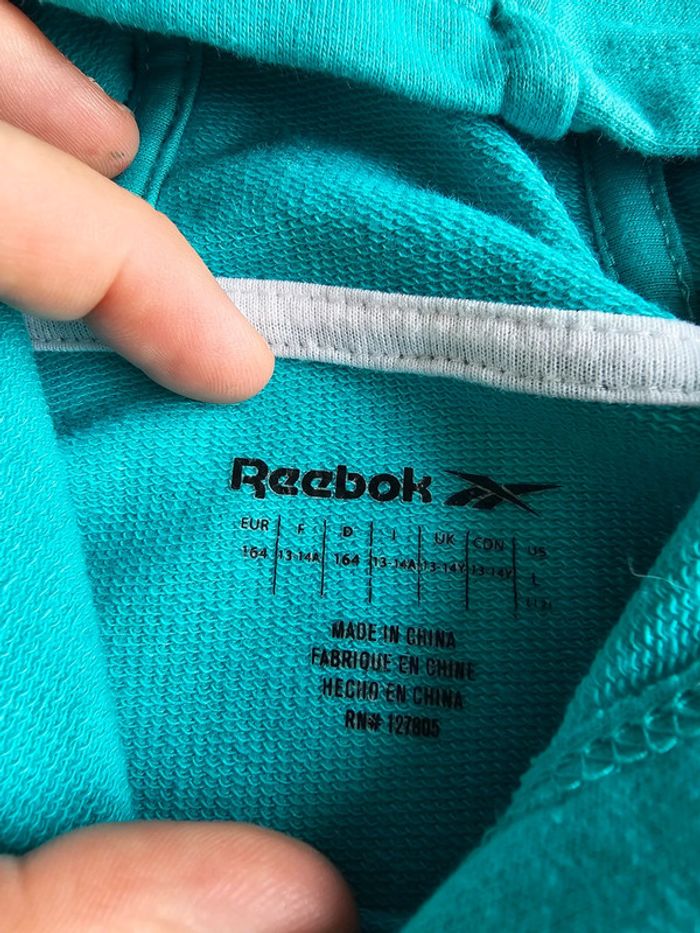 Reebok
EUR F D I UK CDN US
164 13-14A 164 13-14A 13-14Y 13-14Y L
MADE IN CHINA
FABRIQUE EN CHINE
HECHO EN CHINA
RN# 127805